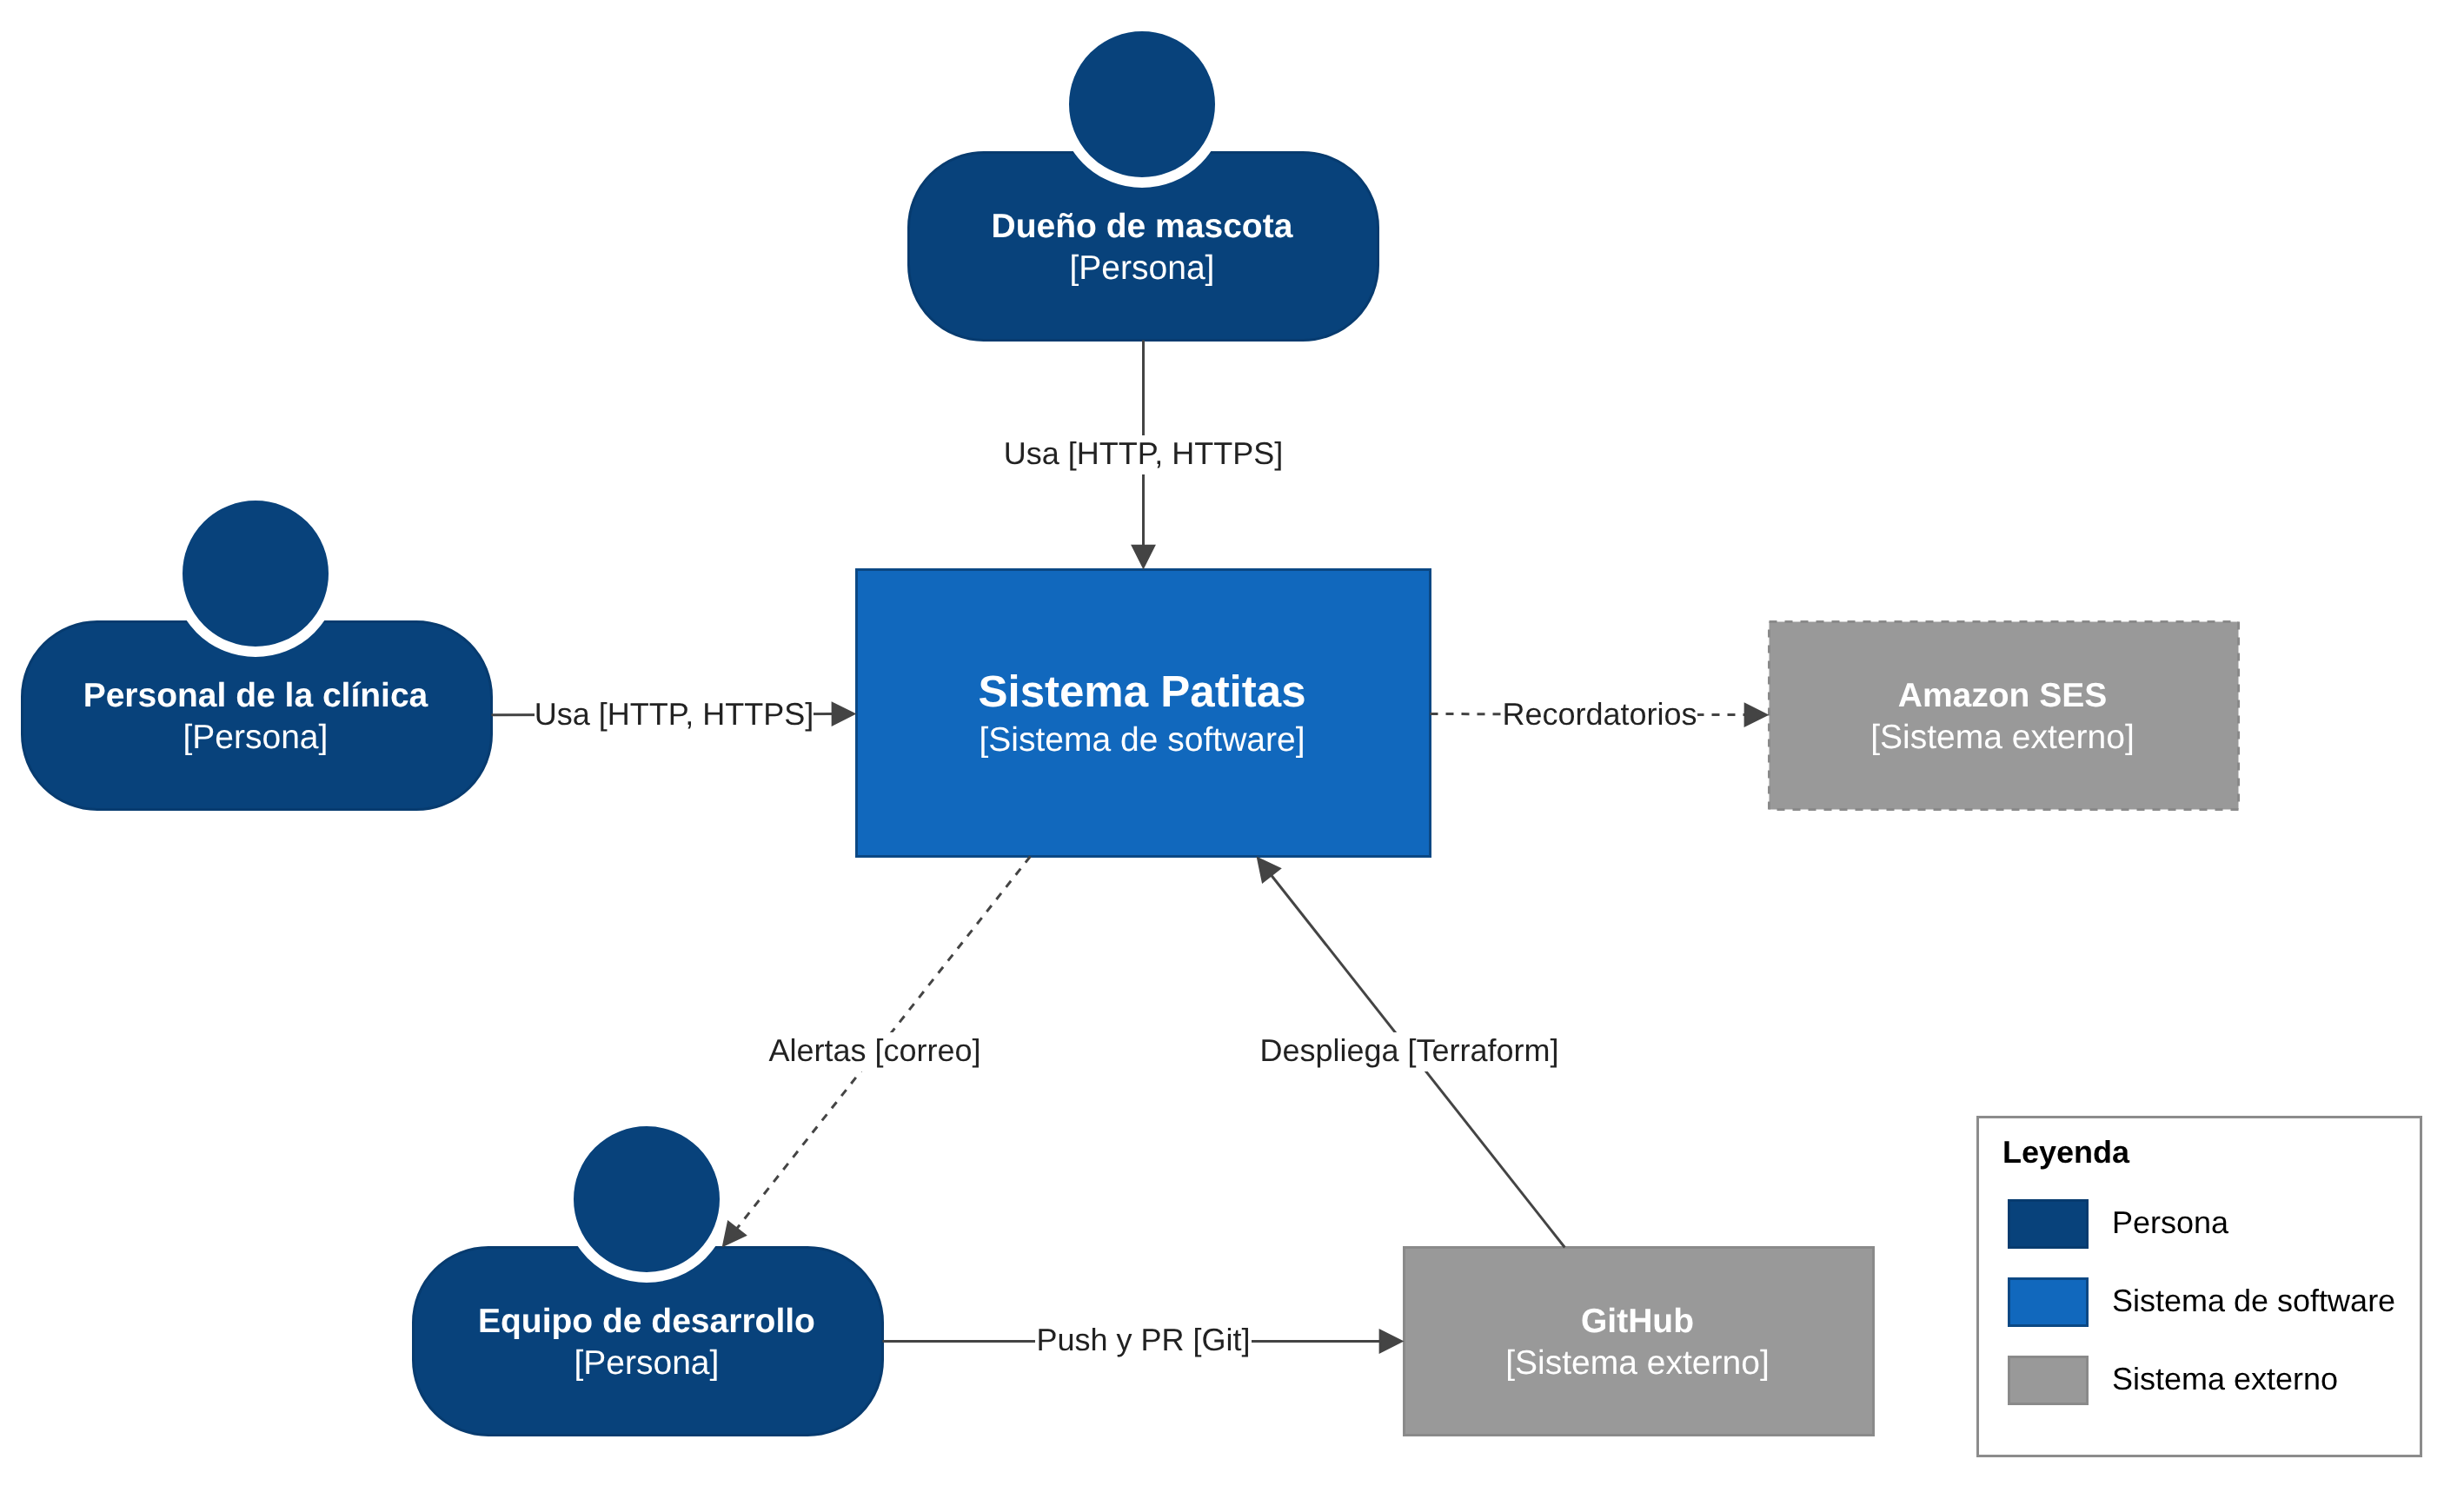 Dueño de mascota
[Persona]
Usa [HTTP, HTTPS]
Personal de la clínica
[Persona]
Usa [HTTP, HTTPS]
Sistema Patitas
[Sistema de software]
Recordatorios
Amazon SES
[Sistema externo]
Alertas [correo]
Despliega [Terraform]
Equipo de desarrollo
[Persona]
Push y PR [Git]
GitHub
[Sistema externo]
Leyenda
Persona
Sistema de software
Sistema externo